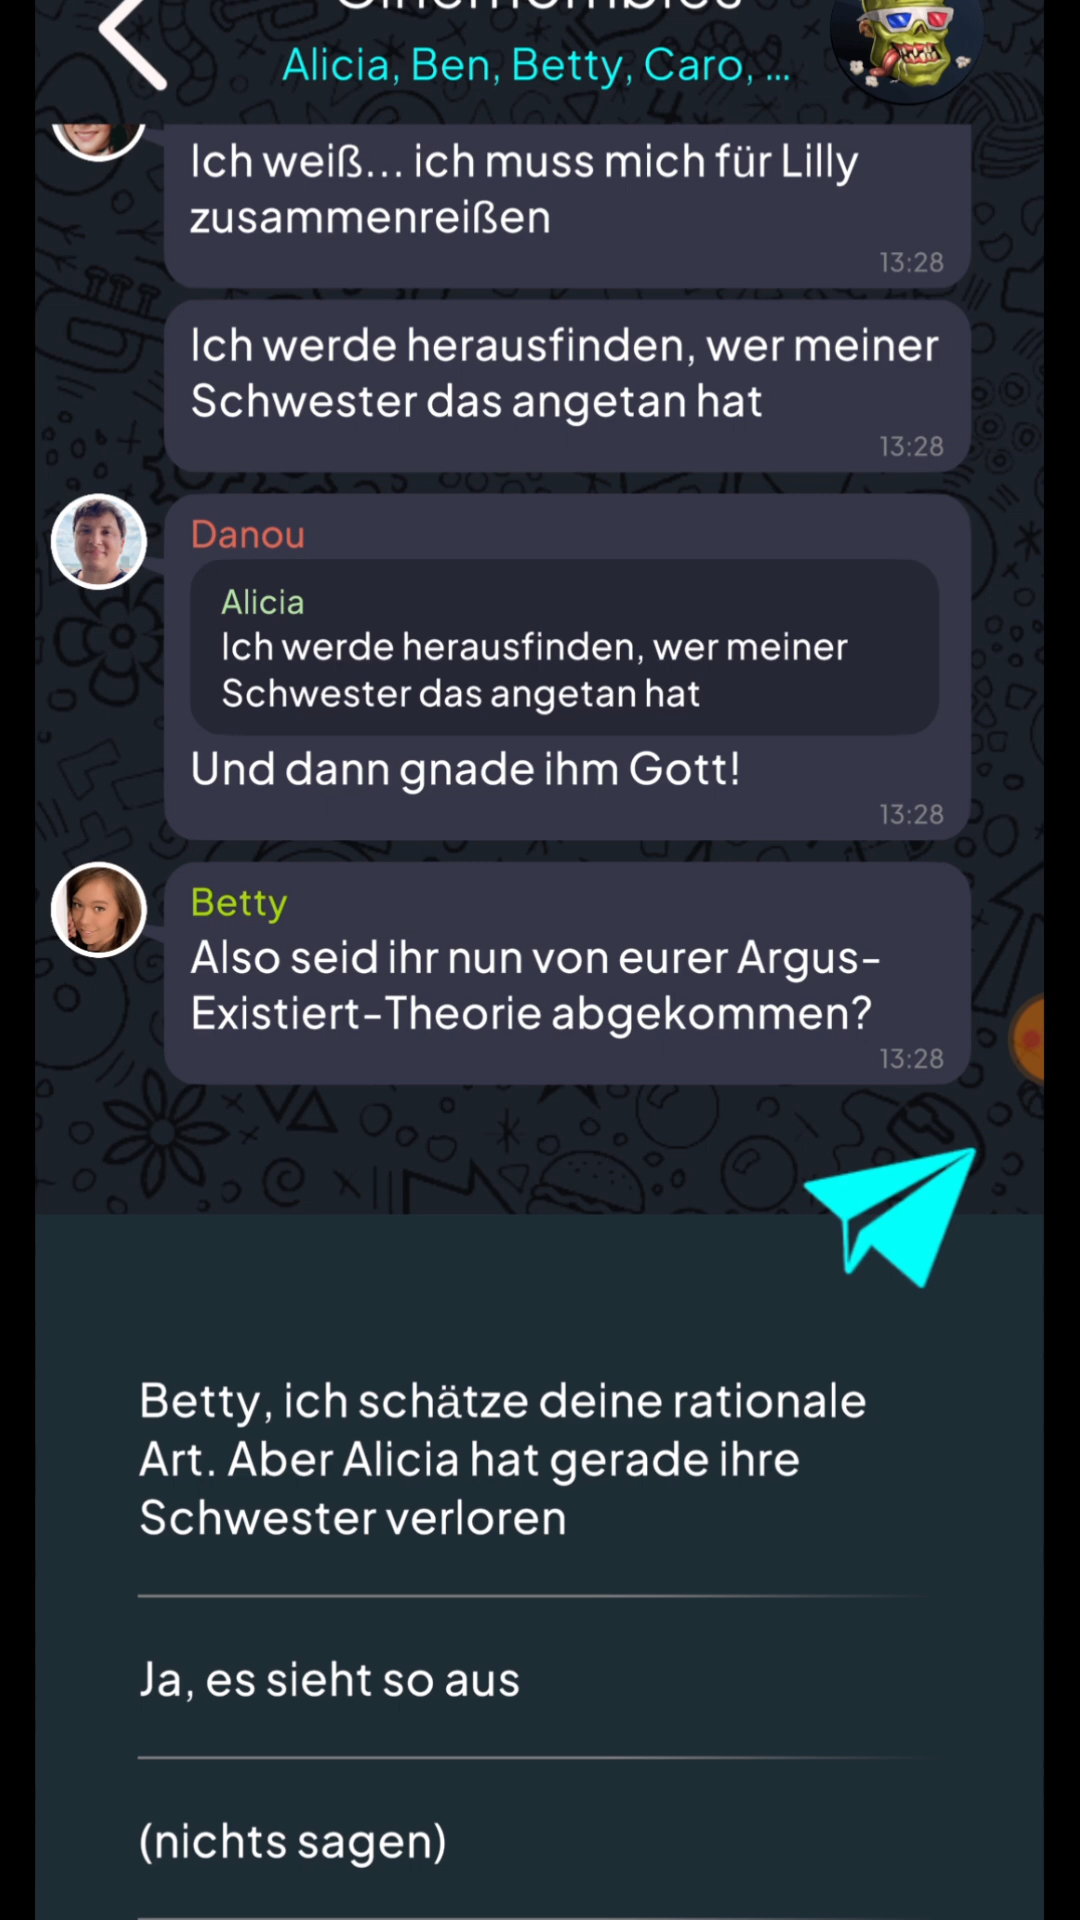 Alicia, Ben, Betty, Caro, ...
Ich weiß... ich muss mich für Lilly
zusammenreißen
13:28
Ich werde herausfinden, wer meiner
Schwester das angetan hat
13:28
Danou
Alicia
Ich werde herausfinden, wer meiner
Schwester das angetan hat
Und dann gnade ihm Gott!
13:28
Betty
Also seid ihr nun von eurer Argus-
Existiert-Theorie abgekommen?
13:28
Betty, ich schätze deine rationale
Art. Aber Alicia hat gerade ihre
Schwester verloren
Ja, es sieht so aus
(nichts sagen)